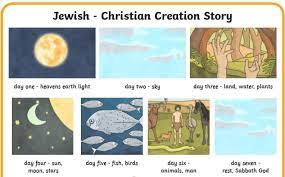 Jewish - Christian Creation Story
day one - heavens earth light
day two - sky
day three - land, water, plants
day four - sun,
moon, stars
day five - fish, birds
day six -
animals, man
day seven -
rest, Sabbath God